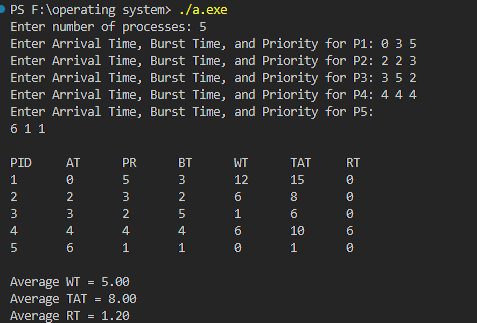 PS F:\operating system> ./a.exe
Enter number of processes: 5
Enter Arrival Time, Burst Time, and Priority for P1: 0 3 5
Enter Arrival Time, Burst Time, and Priority for P2: 2 2 3
Enter Arrival Time, Burst Time, and Priority for P3: 3 5 2
Enter Arrival Time, Burst Time, and Priority for P4: 4 4 4
Enter Arrival Time, Burst Time, and Priority for P5:
6 1 1
PID AT PR BT WT TAT RT
1 0 5 3 12 15 0
2 2 3 2 6 8 0
3 3 2 5 1 6 0
4 4 4 4 6 10 6
5 6 1 1 0 1 0
Average WT = 5.00
Average TAT = 8.00
Average RT = 1.20